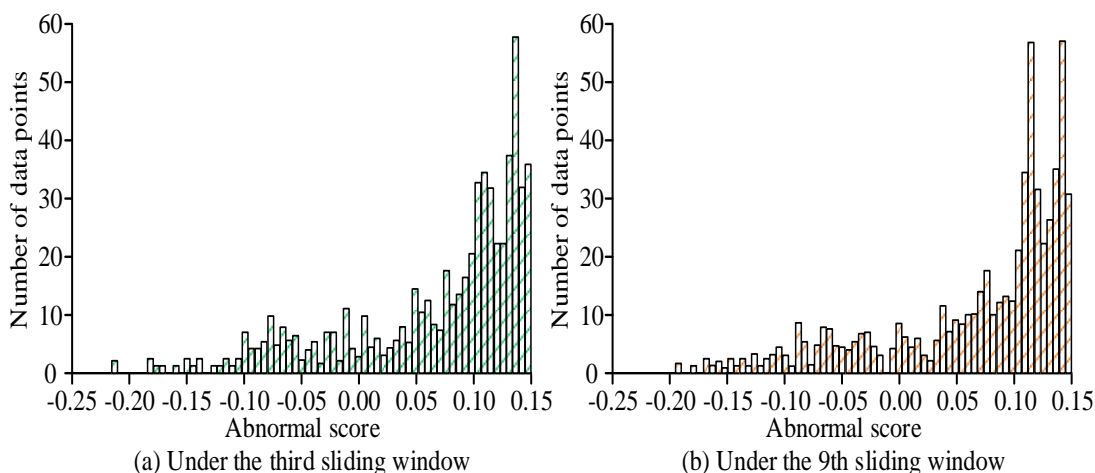 60
50
40
30
20
10
0
Number of data points
-0.25 -0.20 -0.15 -0.10 -0.05 0.00 0.05 0.10 0.15
Abnormal score
(a) Under the third sliding window
60
50
40
30
20
10
0
Number of data points
-0.25 -0.20 -0.15 -0.10 -0.05 0.00 0.05 0.10 0.15
Abnormal score
(b) Under the 9th sliding window